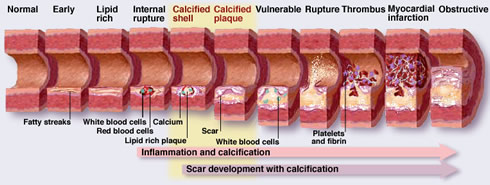 Normal
Early
Lipid
rich
Internal
rupture
Calcified
shell
Calcified
plaque
Vulnerable
Rupture
Thrombus
Myocardial
infarction
Obstructive
Fatty streaks
White blood cells
Red blood cells
Calcium
Lipid rich plaque
Scar
White blood cells
Platelets
and fibrin
Inflammation and calcification
Scar development with calcification